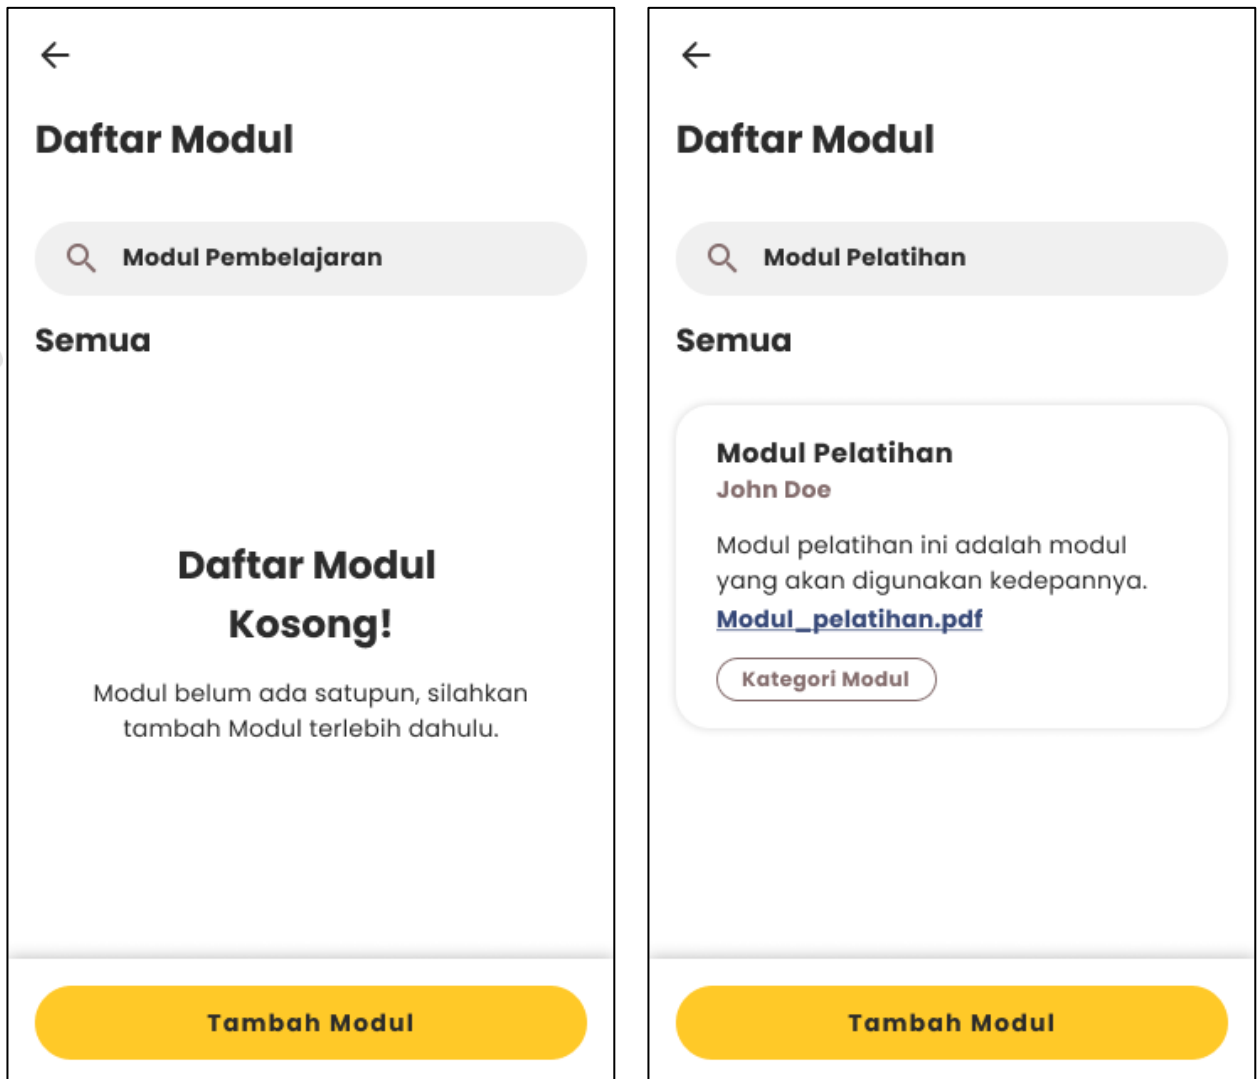 Daftar Modul
Modul Pembelajaran
Semua
Daftar Modul
Kosong!
Modul belum ada satupun, silahkan
tambah Modul terlebih dahulu.
Tambah Modul
Daftar Modul
Modul Pelatihan
Semua
Modul Pelatihan
John Doe
Modul pelatihan ini adalah modul
yang akan digunakan kedepannya.
Modul_pelatihan.pdf
Kategori Modul
Tambah Modul